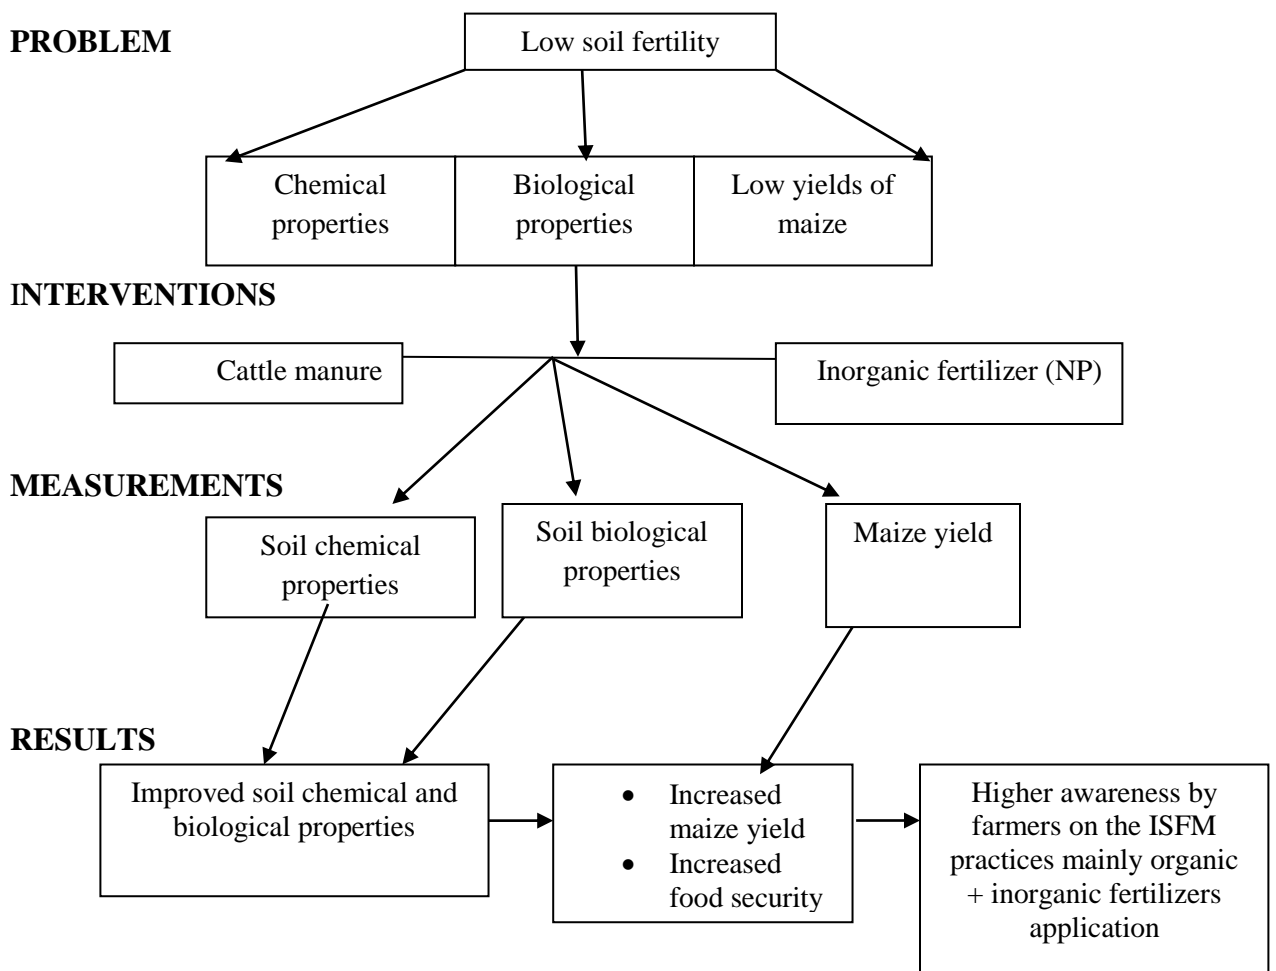 PROBLEM
Low soil fertility
Chemical
properties
Biological
properties
Low yields of
maize
INTERVENTIONS
Cattle manure
Inorganic fertilizer (NP)
MEASUREMENTS
Soil chemical
properties
Soil biological
properties
Maize yield
RESULTS
Improved soil chemical and
biological properties
• Increased
maize yield
• Increased
food security
Higher awareness by
farmers on the ISFM
practices mainly organic
+ inorganic fertilizers
application